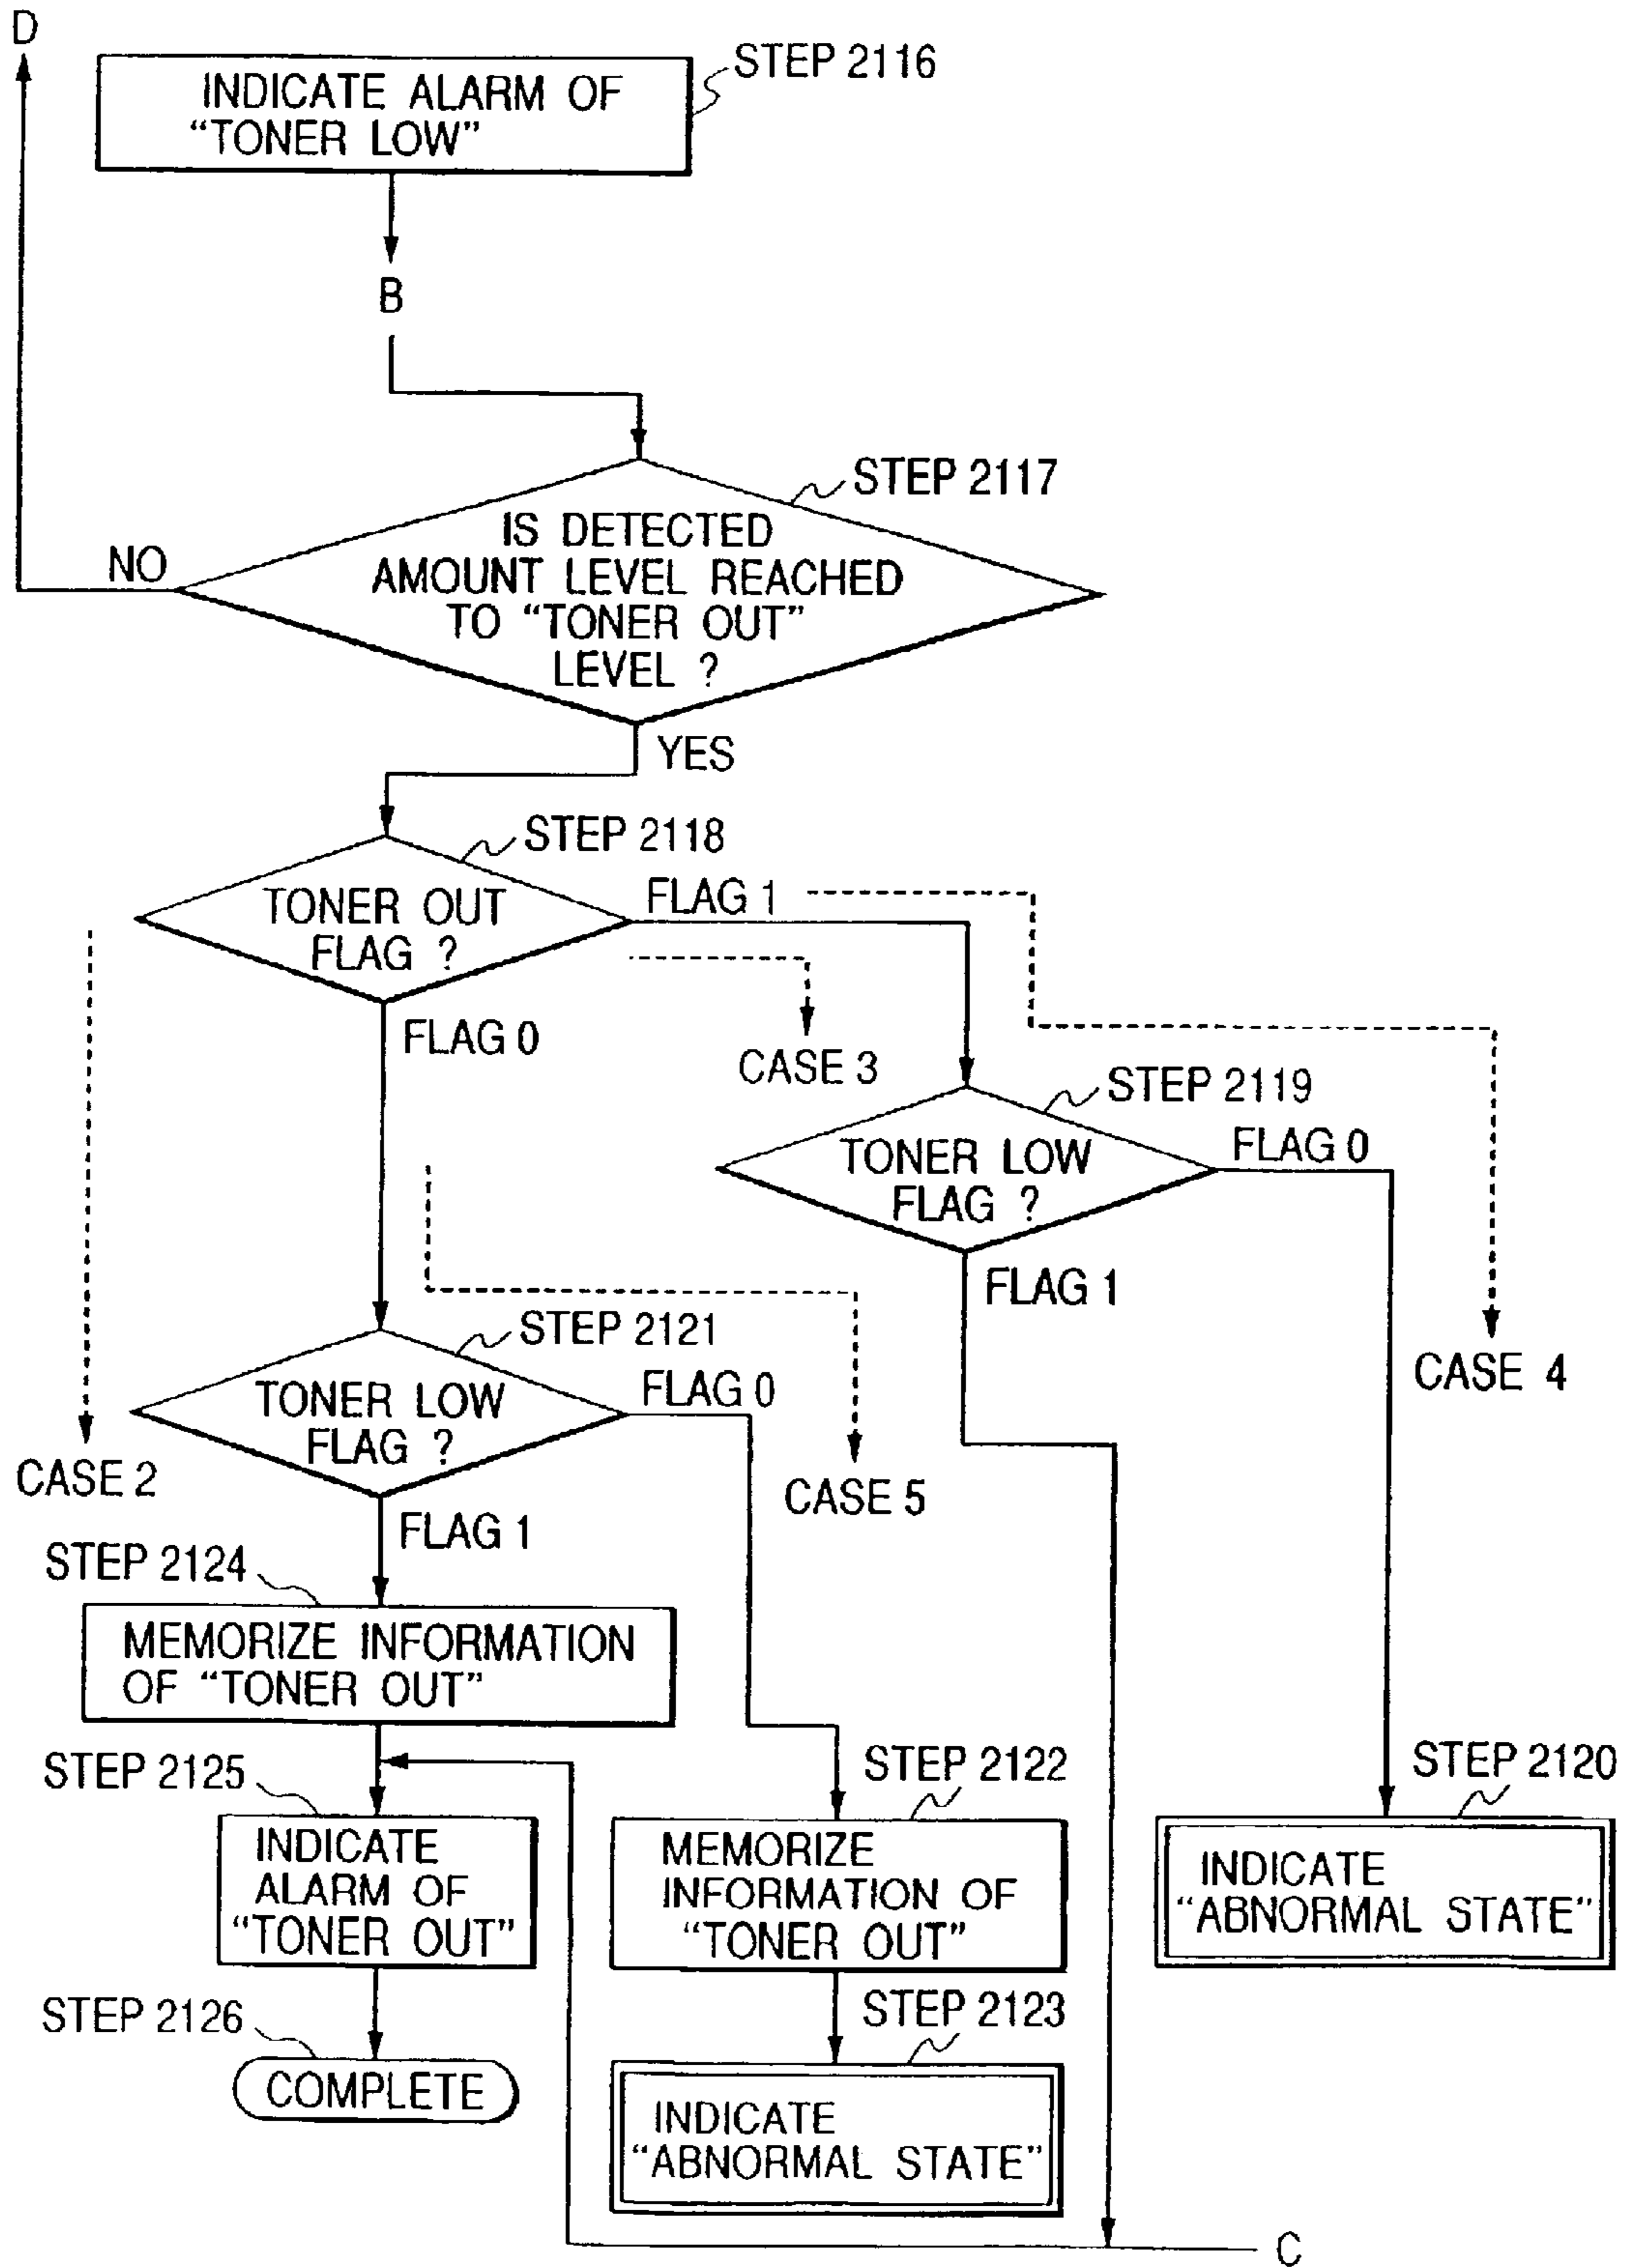 D
STEP 2116
INDICATE ALARM OF
“TONER LOW”
B
STEP 2117
IS DETECTED
AMOUNT LEVEL REACHED
TO “TONER OUT”
LEVEL ?
NO
YES
STEP 2118
TONER OUT
FLAG ?
FLAG 1
FLAG 0
CASE 3
STEP 2119
TONER LOW
FLAG ?
FLAG 0
FLAG 1
CASE 4
STEP 2121
TONER LOW
FLAG ?
FLAG 0
CASE 2
CASE 5
FLAG 1
STEP 2124
MEMORIZE INFORMATION
OF “TONER OUT”
STEP 2125
INDICATE
ALARM OF
“TONER OUT”
STEP 2122
MEMORIZE
INFORMATION OF
“TONER OUT”
STEP 2120
INDICATE
“ABNORMAL STATE”
STEP 2126
COMPLETE
STEP 2123
INDICATE
“ABNORMAL STATE”
C